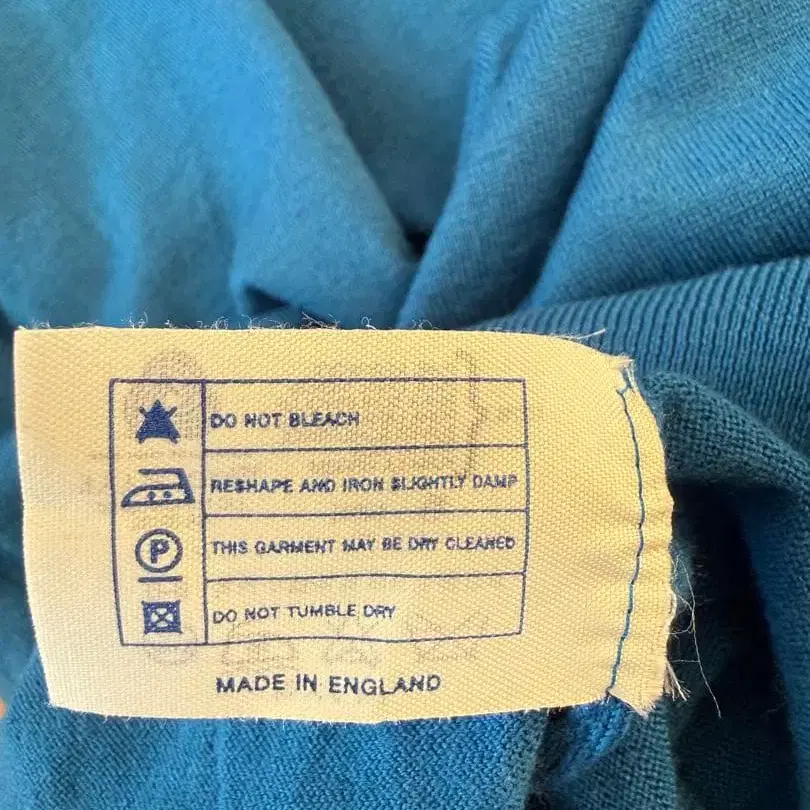 DO NOT BLEACH
RESHAPE AND IRON SLIGHTLY DAMP
P THIS GARMENT MAY BE DRY CLEANED
DO NOT TUMBLE DRY
MADE IN ENGLAND